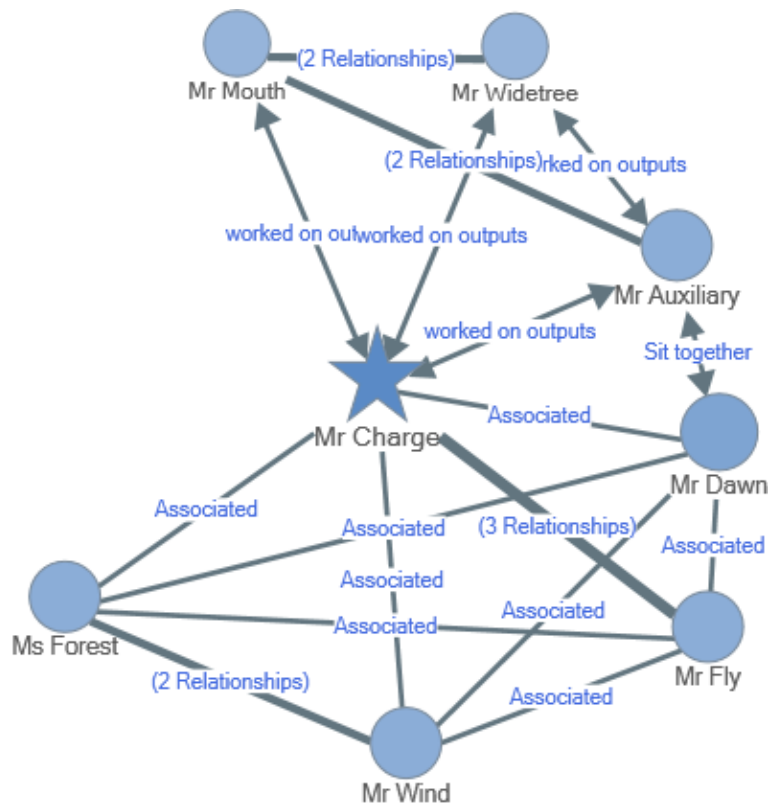 (2 Relationships)
Mr Mouth
Mr Widetree
(2 Relationships)
rked on outputs
worked on out
worked on outputs
Mr Auxiliary
worked on outputs
Sit together
Associated
Mr Charge
Mr Dawn
Associated
Associated
(3 Relationships)
Associated
Associated
Associated
Associated
Ms Forest
Mr Fly
(2 Relationships)
Associated
Mr Wind